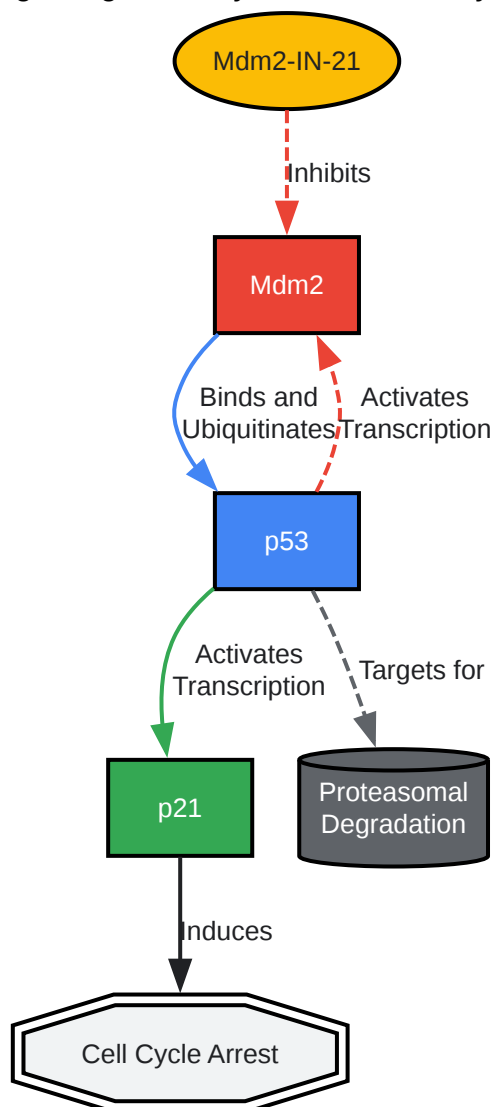 Mdm2-IN-21
Inhibits
Mdm2
Binds and
Ubiquitinates
Activates
Transcription
p53
Activates
Transcription
Targets for
p21
Proteasomal
Degradation
Induces
Cell Cycle Arrest